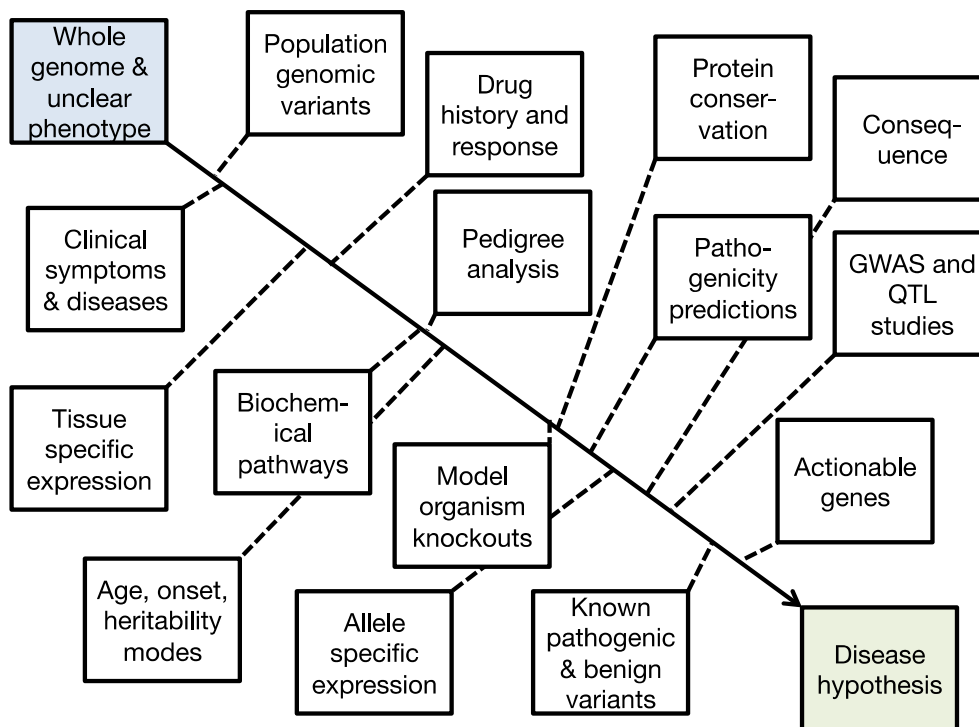 Whole
genome &
unclear
phenotype
Population
genomic
variants
Drug
history and
response
Protein
conser-
vation
Conseq-
uence
Clinical
symptoms
& diseases
Pedigree
analysis
Patho-
genicity
predictions
GWAS and
QTL
studies
Tissue
specific
expression
Biochem-
ical
pathways
Model
organism
knockouts
Actionable
genes
Age, onset,
heritability
modes
Allele
specific
expression
Known
pathogenic
& benign
variants
Disease
hypothesis